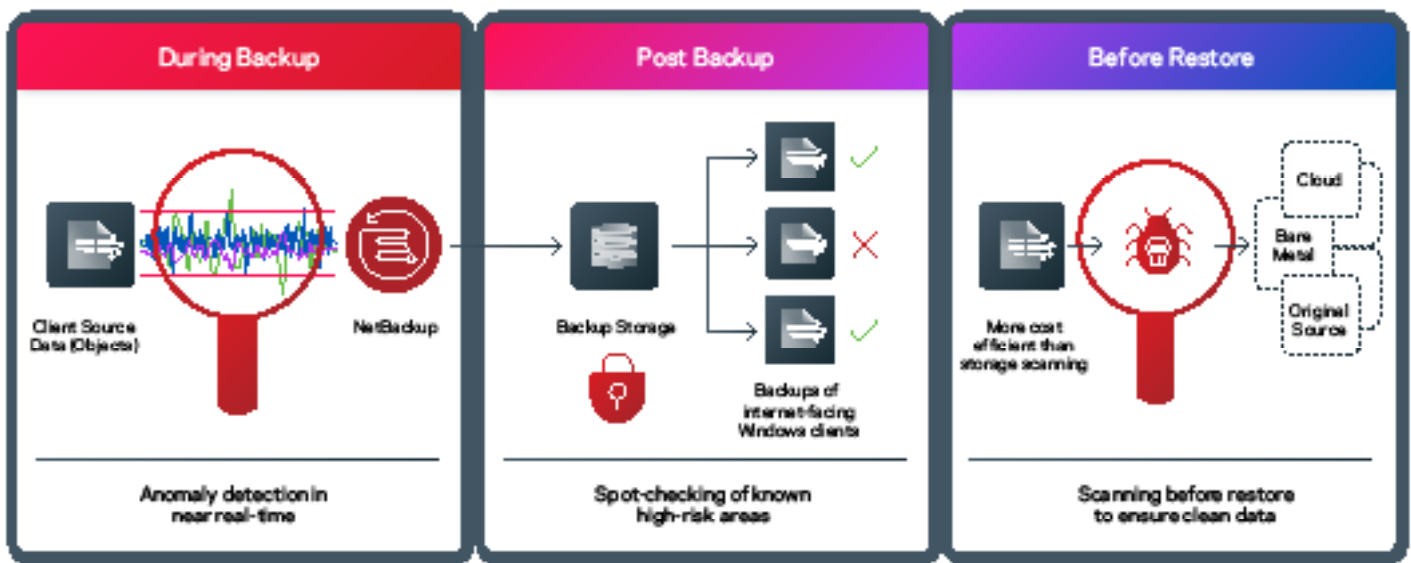 During Backup
Client Source
Data (Objects)
NetBackup
Anomaly detection in
near real-time
Post Backup
Backup Storage
Backups of
internet-facing
Windows clients
Spot-checking of known
high-risk areas
Before Restore
More cost
efficient than
storage scanning
Cloud
Bare
Metal
Original
Source
Scanning before restore
to ensure clean data